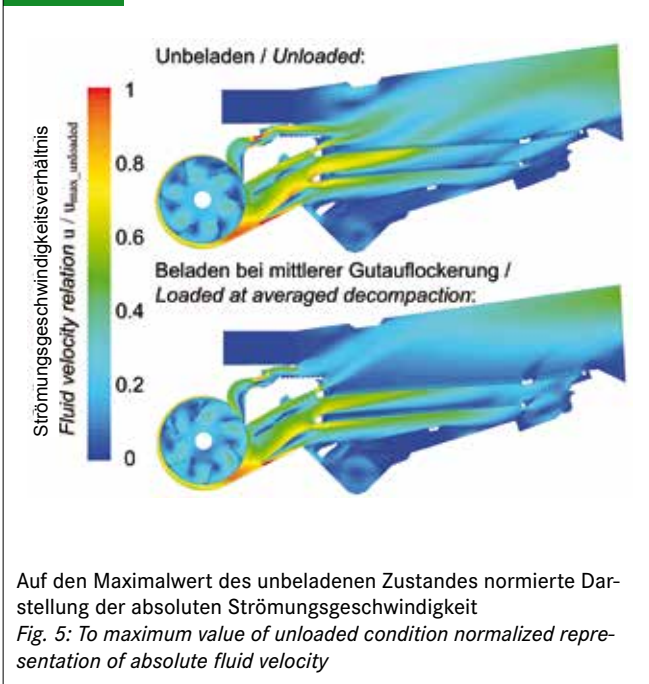 Unbeladen / Unloaded:
Strömungsgeschwindigkeitsverhältnis
Fluid velocity relation u / u_max_unloaded
1
0.8
0.6
0.4
0.2
0
Beladen bei mittlerer Gutauflockerung /
Loaded at averaged decompaction:
Auf den Maximalwert des unbeladenen Zustandes normierte Dar-
stellung der absoluten Strömungsgeschwindigkeit
Fig. 5: To maximum value of unloaded condition normalized repre-
sentation of absolute fluid velocity